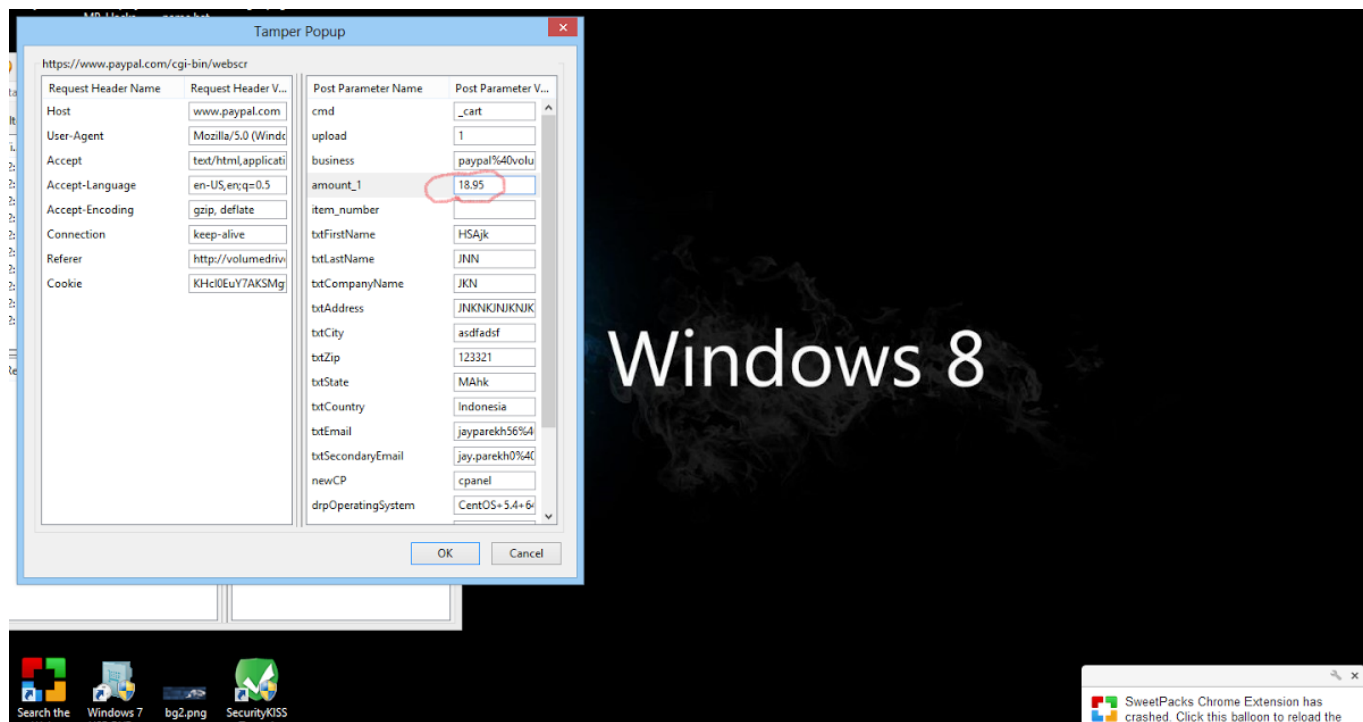 Tamper Popup
https://www.paypal.com/cgi-bin/webscr
Request Header Name Request Header V... Post Parameter Name Post Parameter V...
Host www.paypal.com cmd _cart
User-Agent Mozilla/5.0 (Windo upload 1
Accept text/html,applicati business paypal%40volu
Accept-Language en-US,en;q=0.5 amount_1 18.95
Accept-Encoding gzip, deflate item_number
Connection keep-alive txtFirstName HSAjk
Referer http://volumedriv txtLastName JNN
Cookie KHcI0EuY7AKSMg txtCompanyName JKN
txtAddress JNKNKJNJKNJK
txtCity asdfadsf
txtZip 123321
txtState MAhk
txtCountry Indonesia
txtEmail jayparekh56%4
txtSecondaryEmail jay.parekh0%40
newCP cpanel
drpOperatingSystem CentOS+5.4+64
OK Cancel
Windows 8
Search the Windows 7 bg2.png SecurityKISS
SweetPacks Chrome Extension has
crashed. Click this balloon to reload the